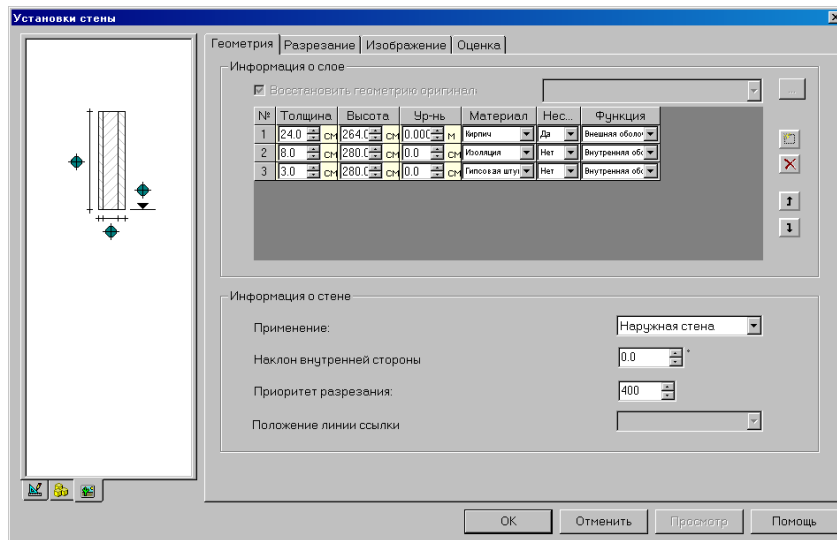 Установки стены
Геометрия Разрезание Изображение Оценка
Информация о слое
Восстановить геометрию оригинал:
...
№ Толщина Высота Ур-нь Материал Нес... Функция
1 24.0 см 264.0 см 0.000 м Кирпич Да Внешняя оболоч
2 8.0 см 280.0 см 0.0 см Изоляция Нет Внутренняя обо
3 3.0 см 280.0 см 0.0 см Гипсовая штук Нет Внутренняя обо
Информация о стене
Применение: Наружная стена
Наклон внутренней стороны 0.0 °
Приоритет разрезания: 400
Положение линии ссылки
OK Отменить Просмотр Помощь